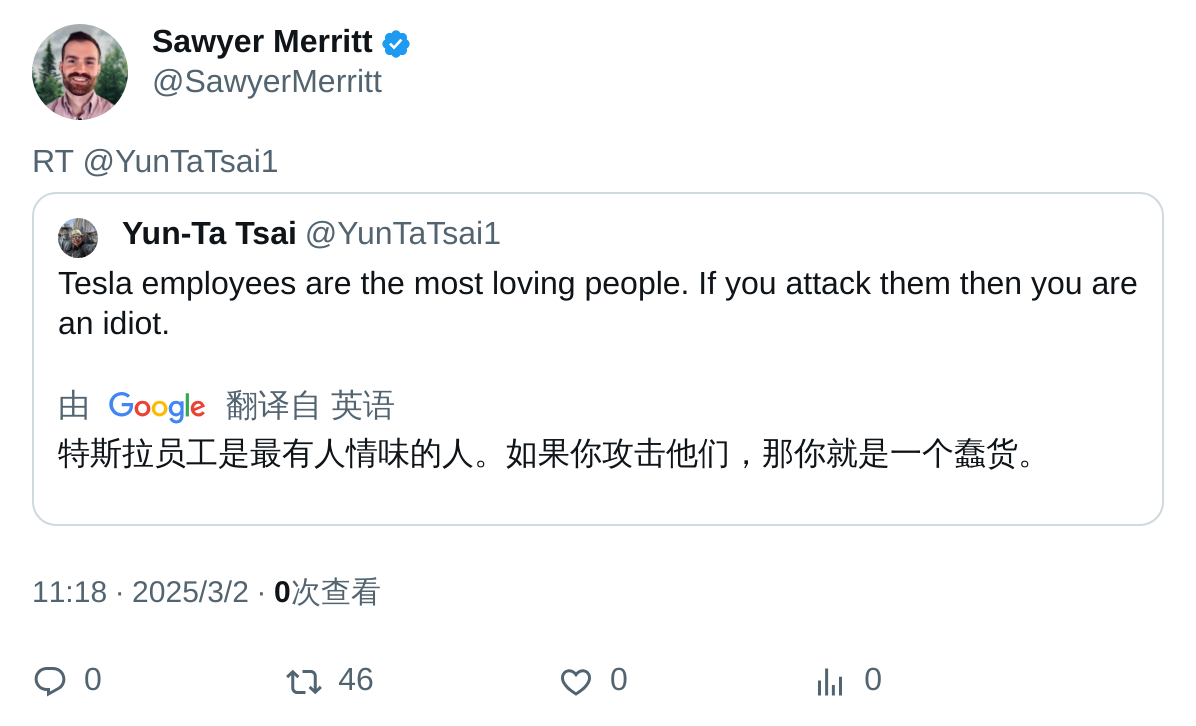 Sawyer Merritt
@SawyerMerritt
RT @YunTaTsai1
Yun-Ta Tsai @YunTaTsai1
Tesla employees are the most loving people. If you attack them then you are
an idiot.
由 Google 翻译自 英语
特斯拉员工是最有人情味的人。如果你攻击他们，那你就是一个蠢货。
11:18 · 2025/3/2 · 0次查看
0 46 0 0